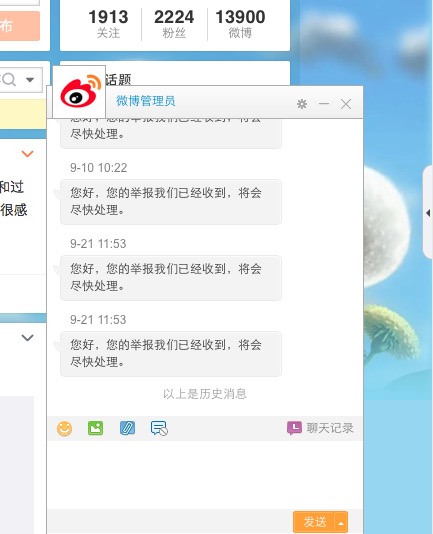 布
1913
2224
13900
关注
粉丝
微博
话题
微博管理员
您好，您的举报我们已经收到，将会
尽快处理。
9-10 10:22
您好，您的举报我们已经收到，将会
尽快处理。
9-21 11:53
您好，您的举报我们已经收到，将会
尽快处理。
9-21 11:53
您好，您的举报我们已经收到，将会
尽快处理。
以上是历史消息
聊天记录
发送
和过
很感